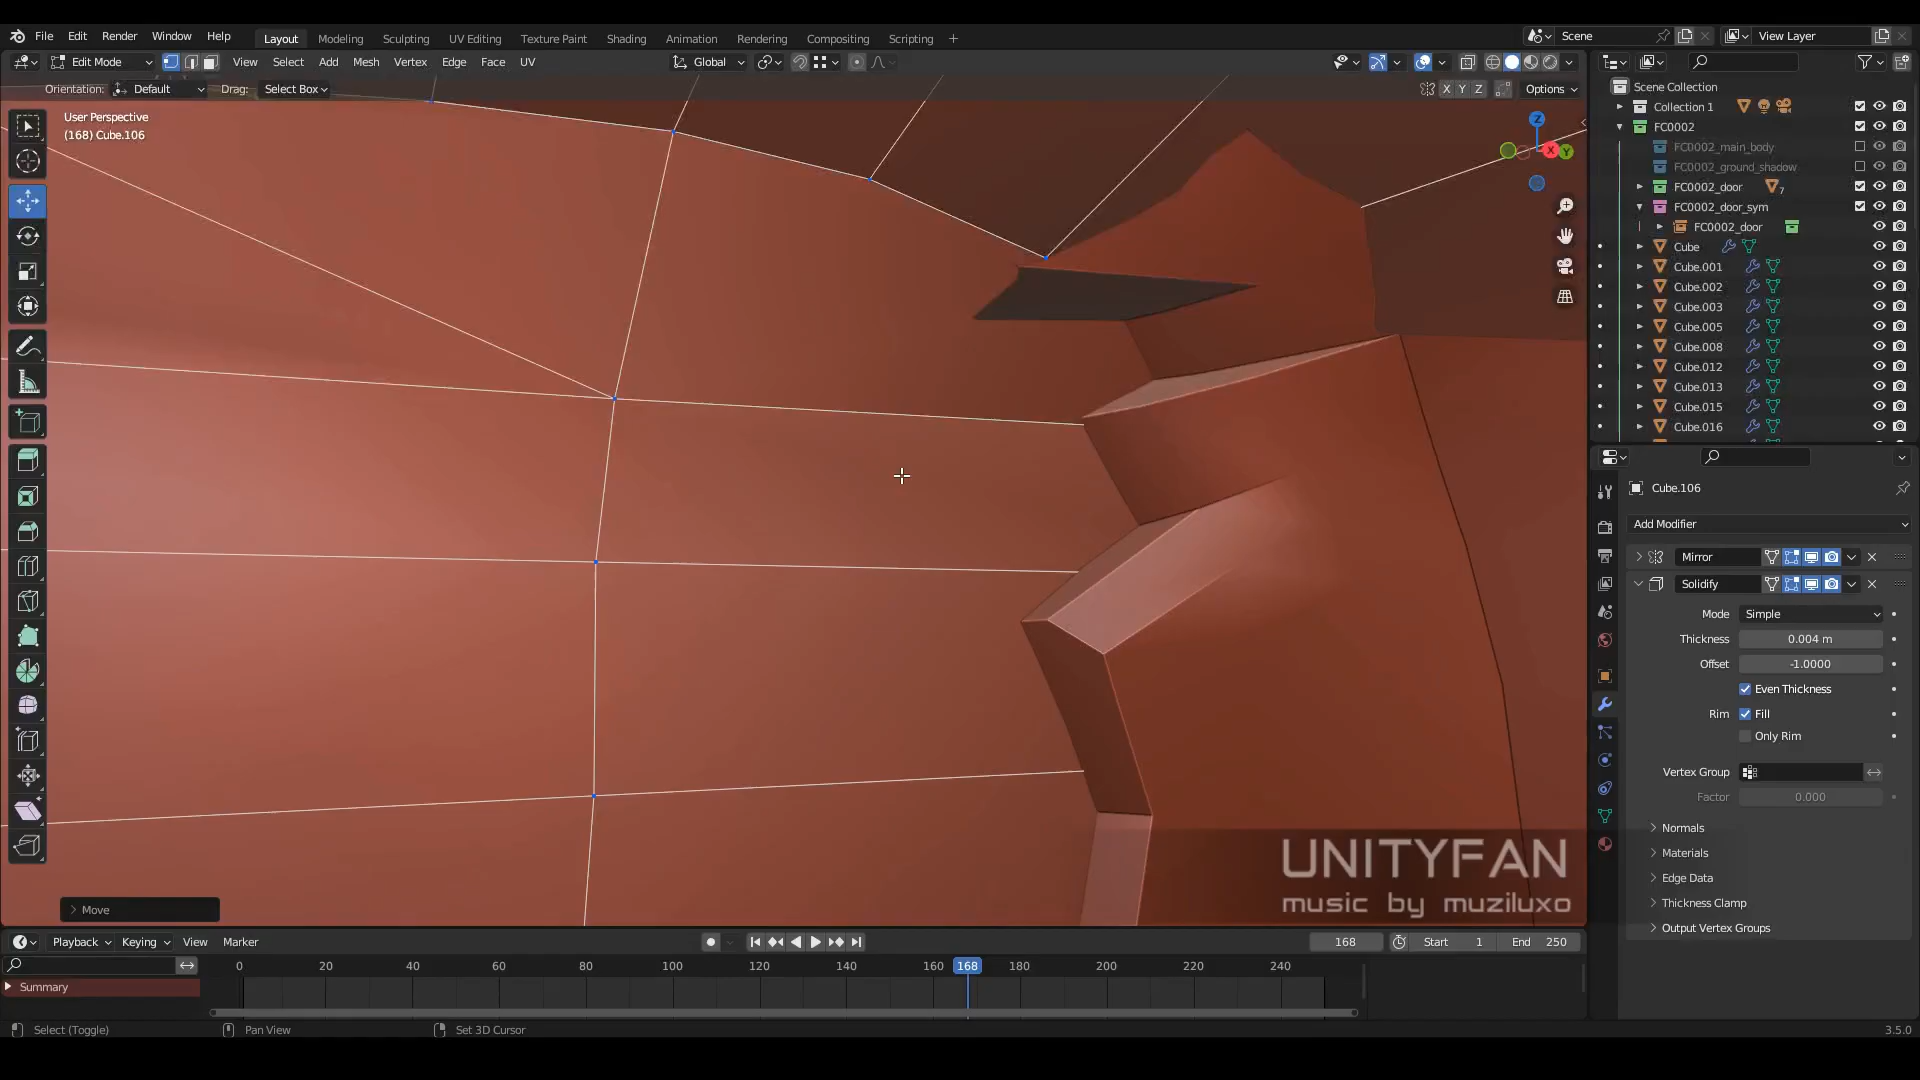 File Edit Render Window Help Layout Modeling Sculpting UV Editing Texture Paint Shading Animation Rendering Compositing Scripting Scene View Layer
Edit Mode View Select Add Mesh Vertex Edge Face UV Global
Orientation: Default Drag: Select Box X Y Z Options
User Perspective
(168) Cube.106
Z
X
Y
Scene Collection
Collection 1
FC0002
FC0002_main_body
FC0002_ground_shadow
FC0002_door 7
FC0002_door_sym
FC0002_door
Cube
Cube.001
Cube.002
Cube.003
Cube.005
Cube.008
Cube.012
Cube.013
Cube.015
Cube.016
Cube.106
Add Modifier
Mirror
Solidify
Mode Simple
Thickness 0.004 m
Offset -1.0000
Even Thickness
Rim Fill
Only Rim
Vertex Group
Factor 0.000
Normals
Materials
Edge Data
Thickness Clamp
Output Vertex Groups
UNITYFAN
music by muziluxo
Move
Playback Keying View Marker 168 Start 1 End 250
0 20 40 60 80 100 120 140 160 168 180 200 220 240
Summary
Select (Toggle) Pan View Set 3D Cursor 3.5.0